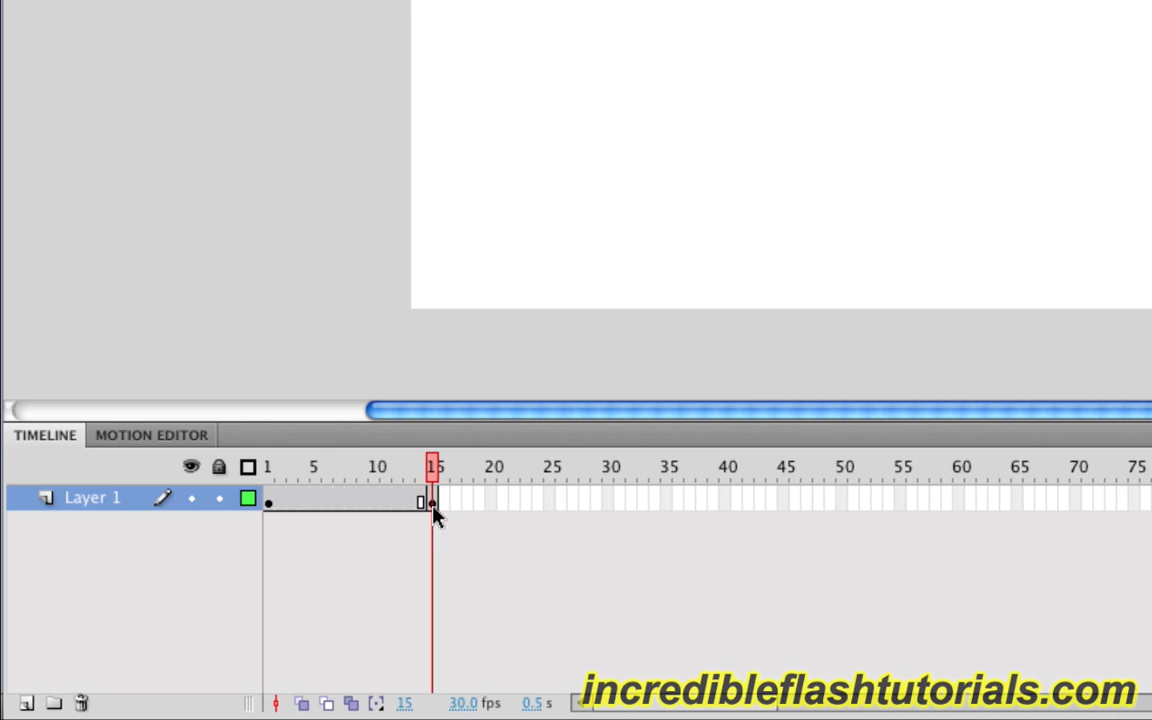 TIMELINE MOTION EDITOR
1 5 10 15 20 25 30 35 40 45 50 55 60 65 70 75
Layer 1
15 30.0 fps 0.5 s
incredibleflashtutorials.com